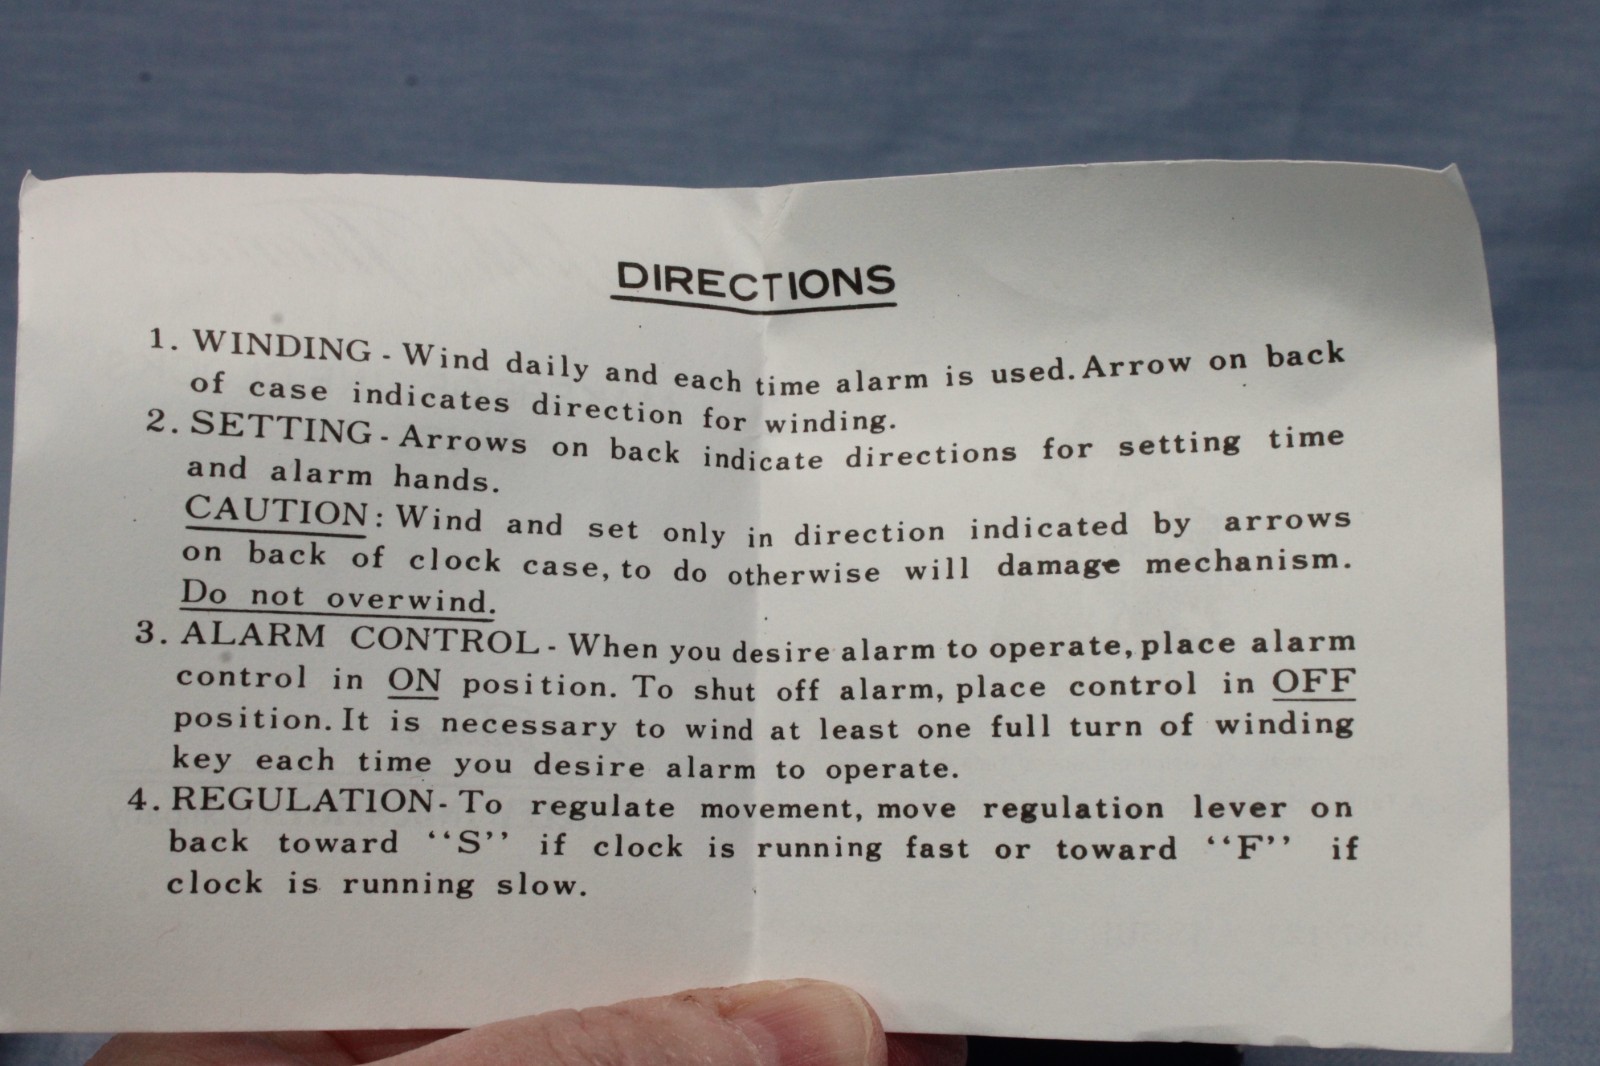 DIRECTIONS
1. WINDING - Wind daily and each time alarm is used. Arrow on back
of case indicates direction for winding.
2. SETTING - Arrows on back indicate directions for setting time
and alarm hands.
CAUTION: Wind and set only in direction indicated by arrows
on back of clock case, to do otherwise will damage mechanism.
Do not overwind.
3. ALARM CONTROL - When you desire alarm to operate, place alarm
control in ON position. To shut off alarm, place control in OFF
position. It is necessary to wind at least one full turn of winding
key each time you desire alarm to operate.
4. REGULATION - To regulate movement, move regulation lever on
back toward ‘‘S’’ if clock is running fast or toward ‘‘F’’ if
clock is running slow.